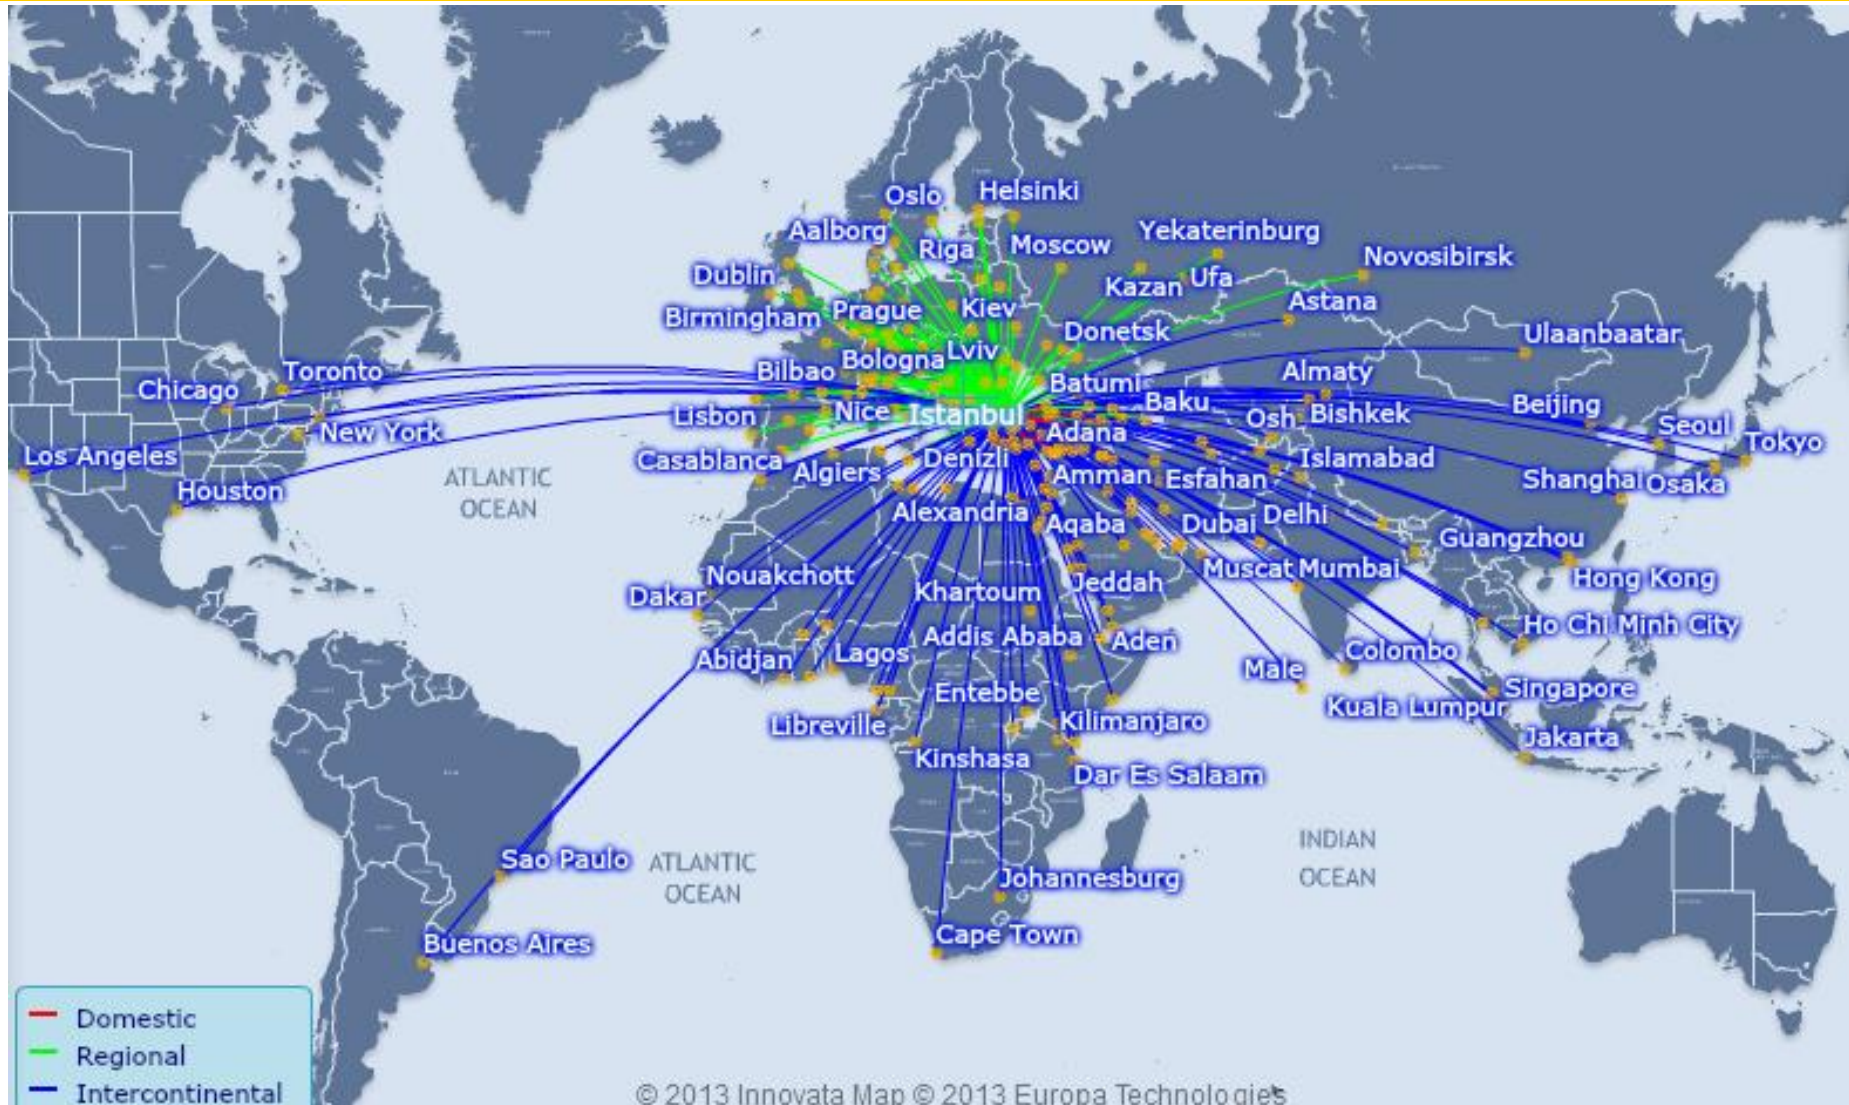 Oslo
Helsinki
Aalborg
Riga
Moscow
Yekaterinburg
Novosibirsk
Dublin
Kazan
Ufa
Astana
Birmingham
Prague
Kiev
Donetsk
Ulaanbaatar
Bilbao
Bologna
Lviv
Toronto
Chicago
Batumi
Almaty
Lisbon
Nice
Istanbul
Baku
Osh
Bishkek
Beijing
Seoul
Tokyo
New York
Adana
Los Angeles
Casablanca
Algiers
Denizli
Amman
Esfahan
Islamabad
Shanghai
Osaka
Houston
ATLANTIC
OCEAN
Alexandria
Aqaba
Dubai
Delhi
Guangzhou
Nouakchott
Muscat
Mumbai
Hong Kong
Dakar
Khartoum
Jeddah
Ho Chi Minh City
Addis Ababa
Aden
Abidjan
Lagos
Colombo
Male
Singapore
Entebbe
Kuala Lumpur
Libreville
Kilimanjaro
Jakarta
Kinshasa
Dar Es Salaam
Sao Paulo
ATLANTIC
OCEAN
INDIAN
OCEAN
Johannesburg
Cape Town
Buenos Aires
Domestic
Regional
Intercontinental
© 2013 Innovata Map © 2013 Europa Technologies